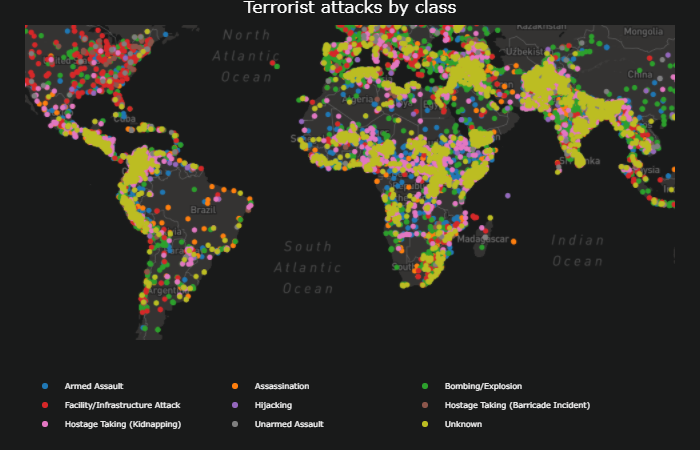 Terrorist attacks by class
North
Atlantic
Ocean
Kazakhstan
Mongolia
Uzbekistan
China
Cuba
Algeria
Brazil
Madagascar
South
Atlantic
Ocean
Indian
Ocean
Armed Assault
Assassination
Bombing/Explosion
Facility/Infrastructure Attack
Hijacking
Hostage Taking (Barricade Incident)
Hostage Taking (Kidnapping)
Unarmed Assault
Unknown